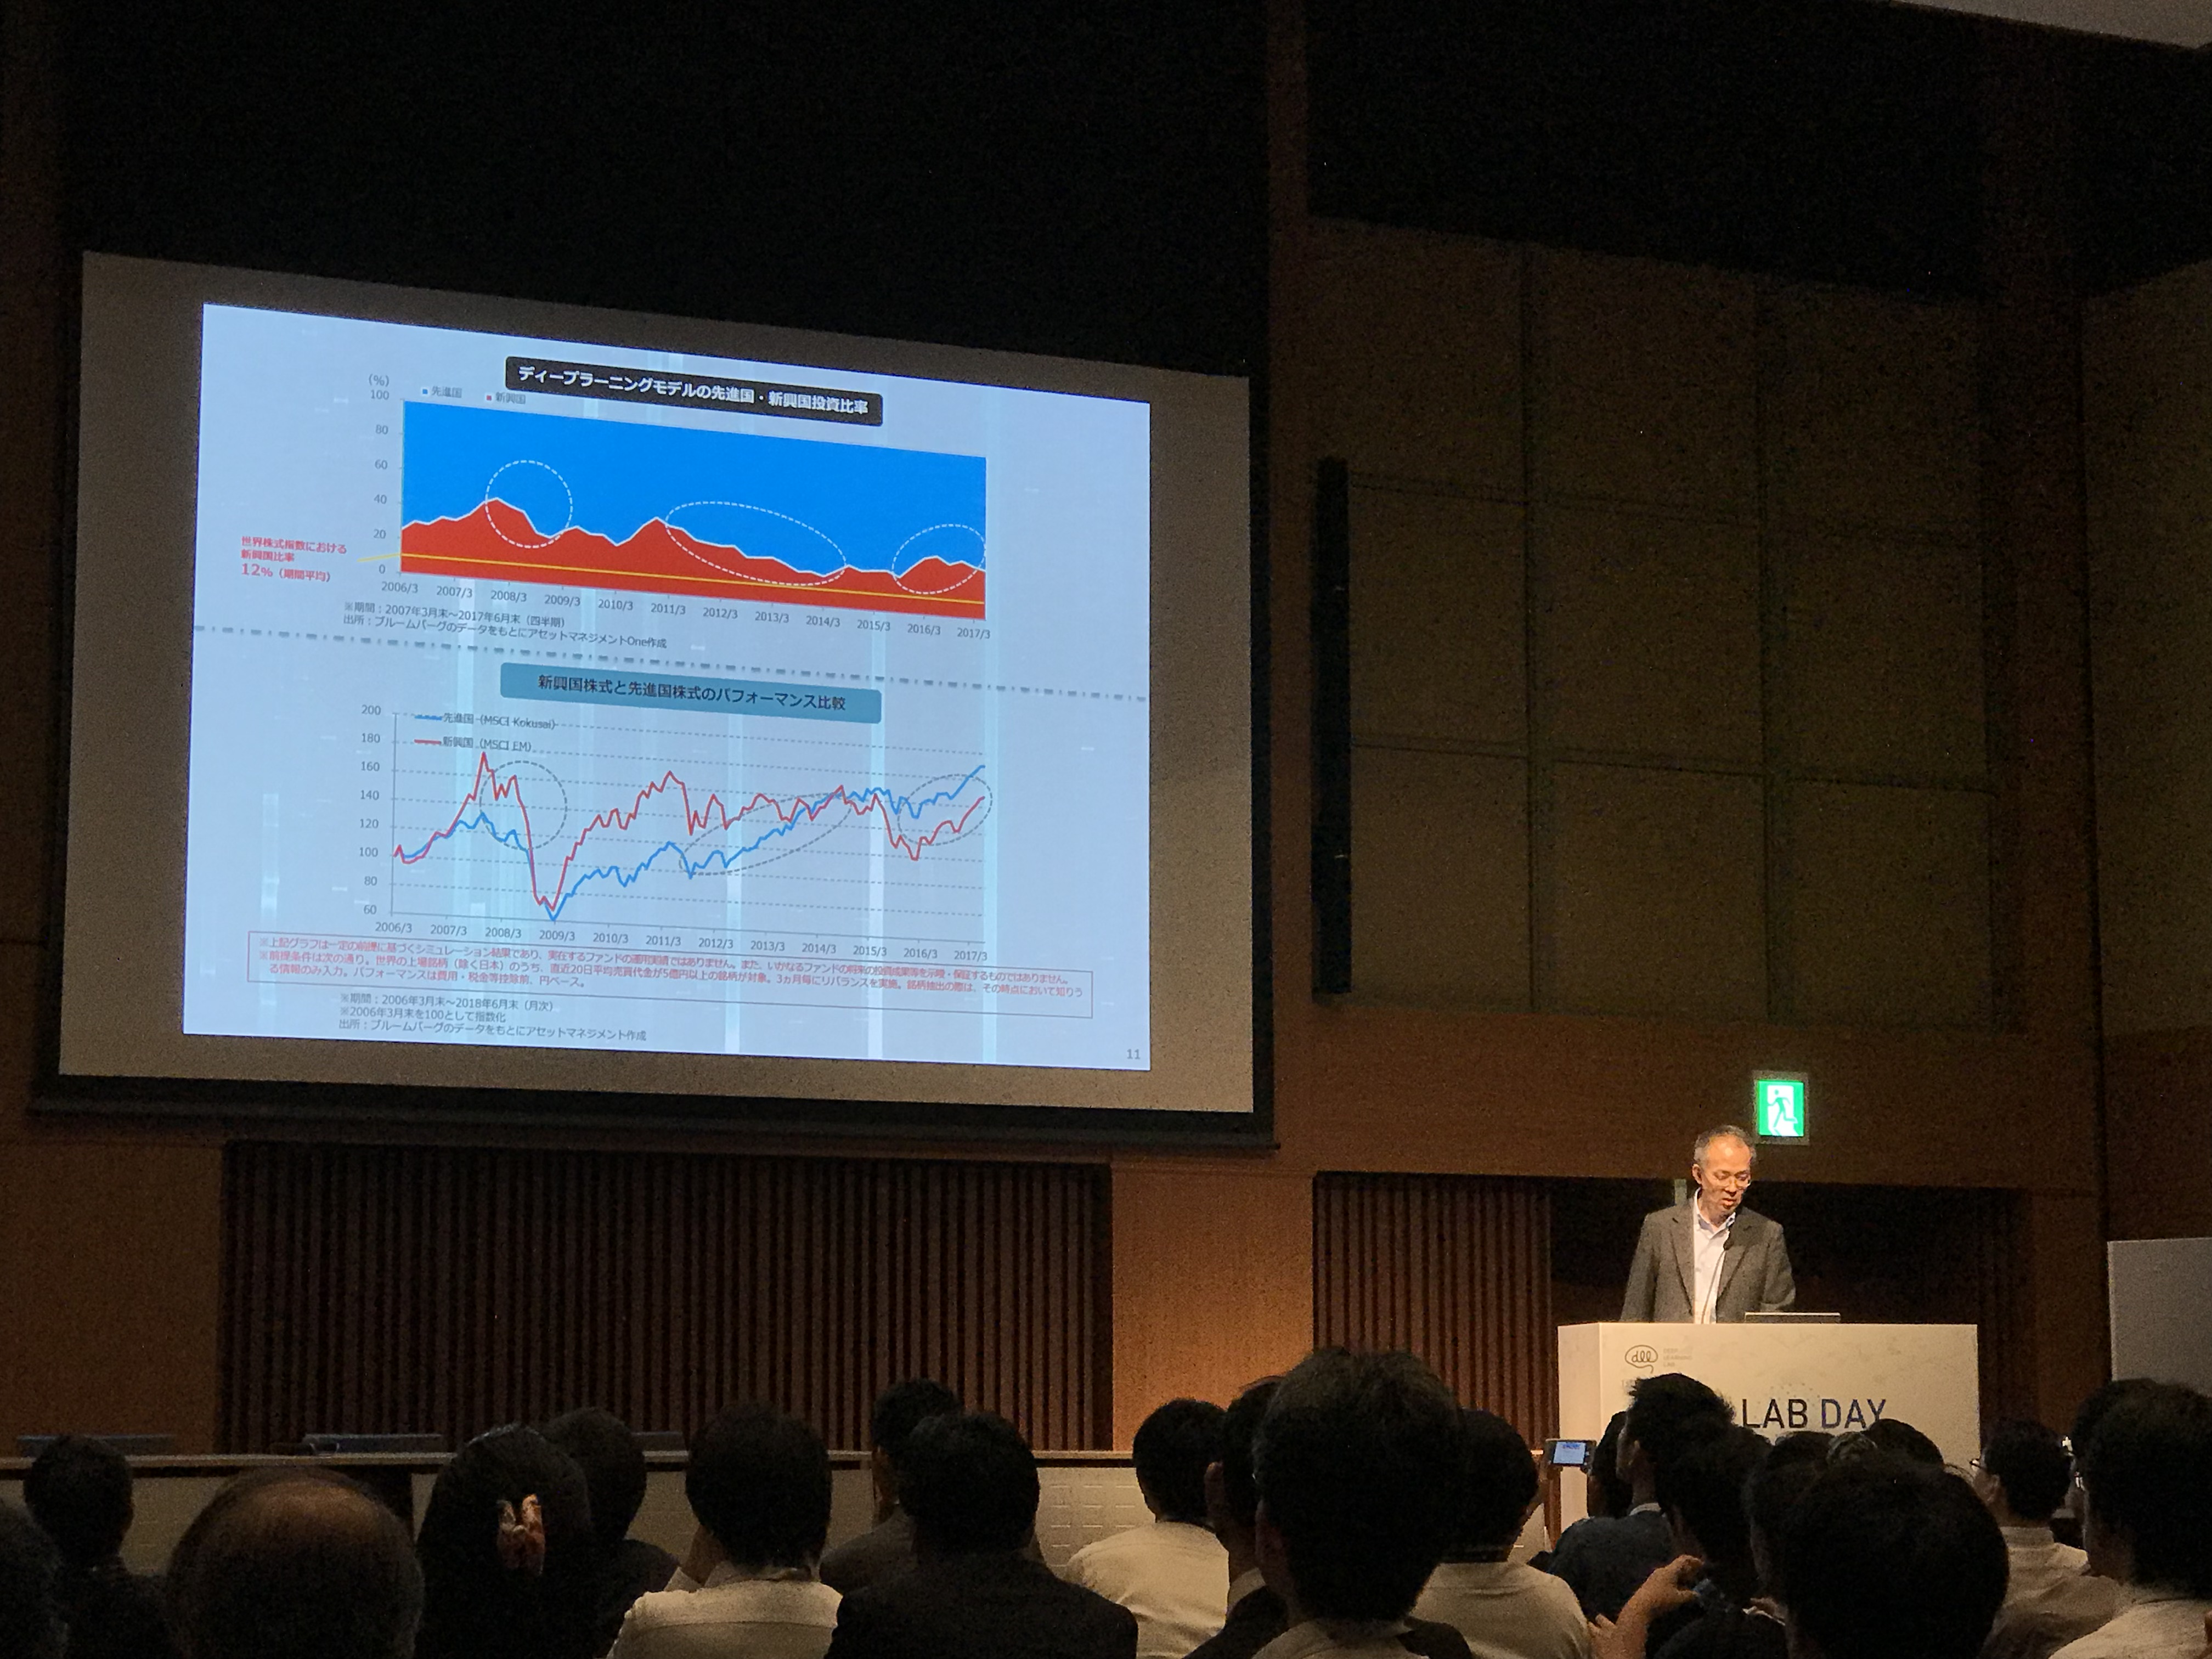 ディープラーニングモデルの先進国・新興国投資比率
(%)
先進国 新興国
100
80
60
40
20
0
世界株式指数における
新興国比率
12%（期間平均）
2006/3 2007/3 2008/3 2009/3 2010/3 2011/3 2012/3 2013/3 2014/3 2015/3 2016/3 2017/3
※期間：2007年3月末～2017年6月末（四半期）
出所：ブルームバーグのデータをもとにアセットマネジメントOne作成
新興国株式と先進国株式のパフォーマンス比較
先進国 (MSCI Kokusai)
新興国 (MSCI EM)
200
180
160
140
120
100
80
60
2006/3 2007/3 2008/3 2009/3 2010/3 2011/3 2012/3 2013/3 2014/3 2015/3 2016/3 2017/3
※上記グラフは一定の前提に基づくシミュレーション結果であり、実在するファンドの運用実績ではありません。また、いかなるファンドの将来の投資成果等を示唆・保証するものではありません。
※前提条件は次の通り。世界の上場銘柄（除く日本）のうち、直近20日平均売買代金が5億円以上の銘柄が対象。3ヵ月毎にリバランスを実施。銘柄抽出の際は、その時点において知りう
る情報のみ入力。パフォーマンスは費用・税金等控除前、円ベース。
※期間：2006年3月末～2018年6月末（月次）
※2006年3月末を100として指数化
出所：ブルームバーグのデータをもとにアセットマネジメント作成
11
dll
LAB DAY